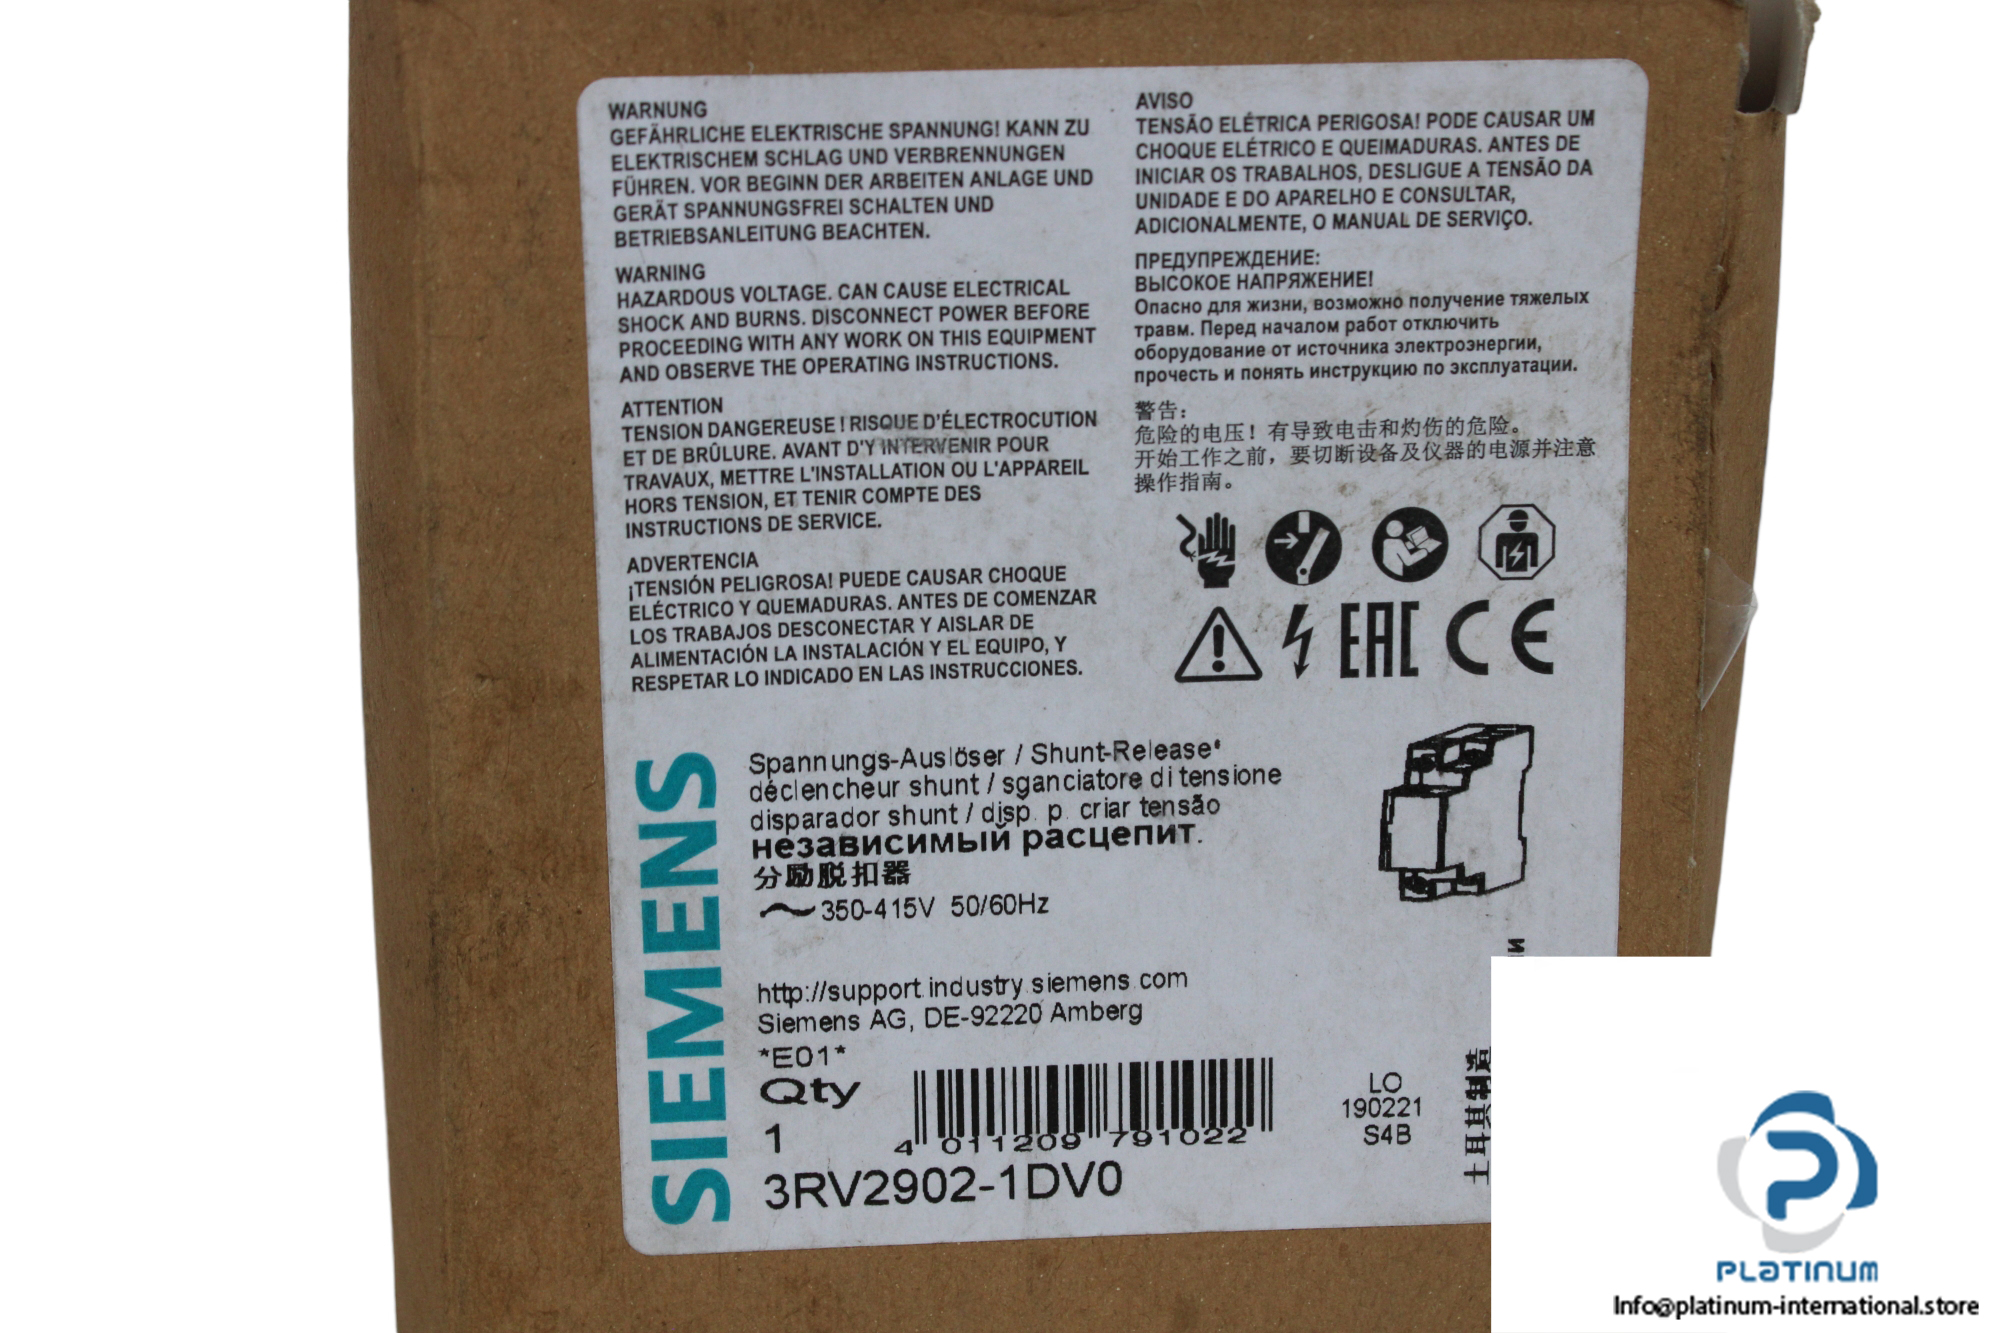 WARNUNG
GEFÄHRLICHE ELEKTRISCHE SPANNUNG! KANN ZU
ELEKTRISCHEM SCHLAG UND VERBRENNUNGEN
FÜHREN. VOR BEGINN DER ARBEITEN ANLAGE UND
GERÄT SPANNUNGSFREI SCHALTEN UND
BETRIEBSANLEITUNG BEACHTEN.
WARNING
HAZARDOUS VOLTAGE. CAN CAUSE ELECTRICAL
SHOCK AND BURNS. DISCONNECT POWER BEFORE
PROCEEDING WITH ANY WORK ON THIS EQUIPMENT
AND OBSERVE THE OPERATING INSTRUCTIONS.
ATTENTION
TENSION DANGEREUSE ! RISQUE D'ÉLECTROCUTION
ET DE BRÛLURE. AVANT D'Y INTERVENIR POUR
TRAVAUX, METTRE L'INSTALLATION OU L'APPAREIL
HORS TENSION, ET TENIR COMPTE DES
INSTRUCTIONS DE SERVICE.
ADVERTENCIA
¡TENSIÓN PELIGROSA! PUEDE CAUSAR CHOQUE
ELÉCTRICO Y QUEMADURAS. ANTES DE COMENZAR
LOS TRABAJOS DESCONECTAR Y AISLAR DE
ALIMENTACIÓN LA INSTALACIÓN Y EL EQUIPO, Y
RESPETAR LO INDICADO EN LAS INSTRUCCIONES.
AVISO
TENSÃO ELÉTRICA PERIGOSA! PODE CAUSAR UM
CHOQUE ELÉTRICO E QUEIMADURAS. ANTES DE
INICIAR OS TRABALHOS, DESLIGUE A TENSÃO DA
UNIDADE E DO APARELHO E CONSULTAR,
ADICIONALMENTE, O MANUAL DE SERVIÇO.
ПРЕДУПРЕЖДЕНИЕ:
ВЫСОКОЕ НАПРЯЖЕНИЕ!
Опасно для жизни, возможно получение тяжелых
травм. Перед началом работ отключить
оборудование от источника электроэнергии,
прочесть и понять инструкцию по эксплуатации.
警告：
危险的电压！有导致电击和灼伤的危险。
开始工作之前，要切断设备及仪器的电源并注意
操作指南。
EAC CE
SIEMENS
Spannungs-Auslöser / Shunt-Release
déclencheur shunt / sganciatore di tensione
disparador shunt / disp. p. criar tensão
независимый расцепит.
分励脱扣器
350-415V 50/60Hz
http://support.industry.siemens.com
Siemens AG, DE-92220 Amberg
*E01*
Qty
1
4 011209 791022
3RV2902-1DV0
LO
190221
S4B
土耳其制造
PLATINUM
Info@platinum-international.store